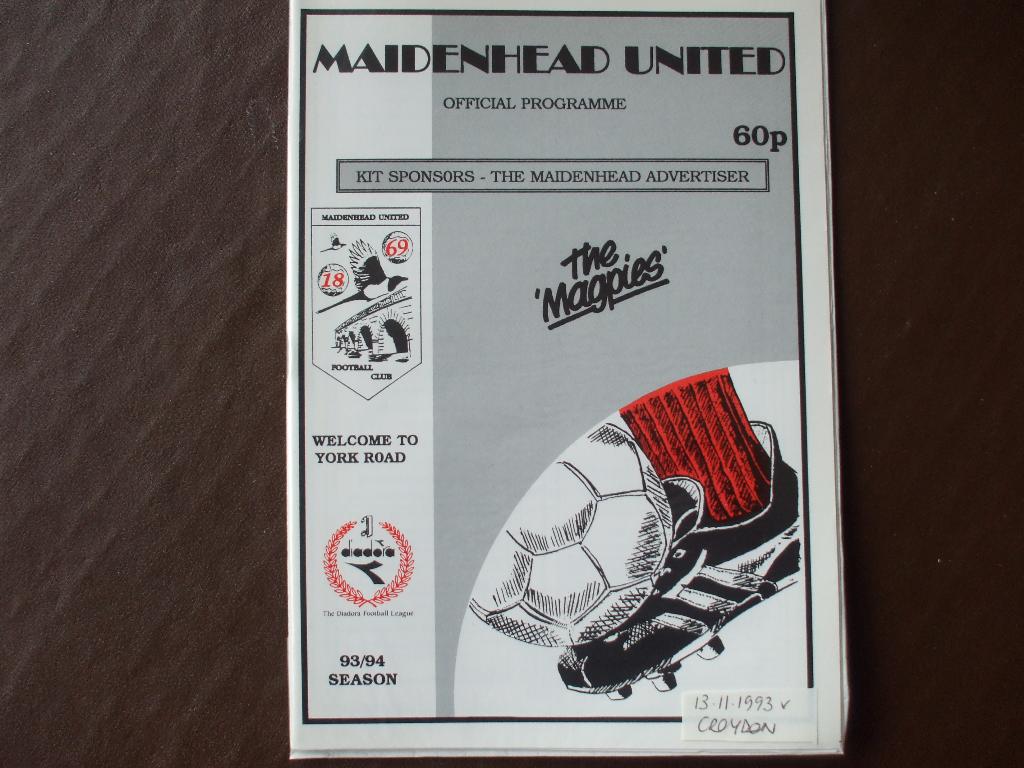 MAIDENHEAD UNITED
OFFICIAL PROGRAMME
60p
KIT SPONSORS - THE MAIDENHEAD ADVERTISER
MAIDENHEAD UNITED
69
18
FOOTBALL
CLUB
the
'Magpies'
WELCOME TO
YORK ROAD
diadora
The Diadora Football League
93/94
SEASON
13-11-1993 v
CROYDON